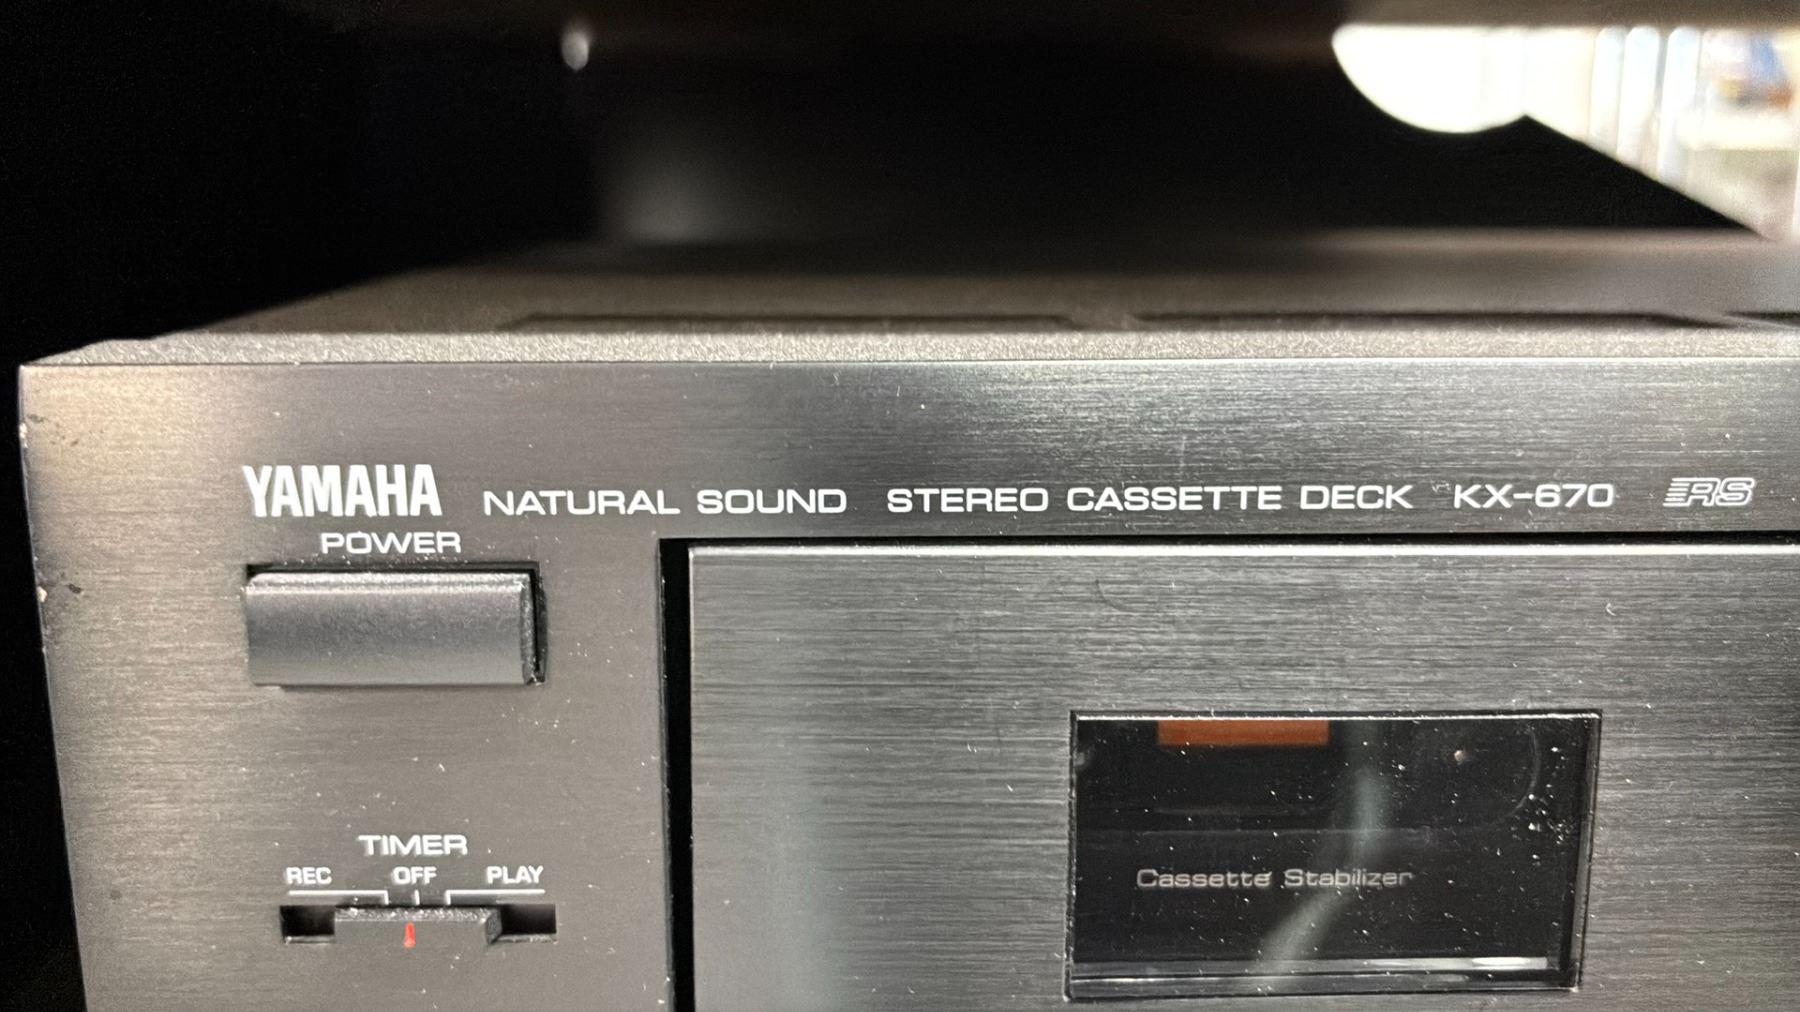 YAMAHA NATURAL SOUND STEREO CASSETTE DECK KX-670 RS
POWER
TIMER
REC OFF PLAY
Cassette Stabilizer